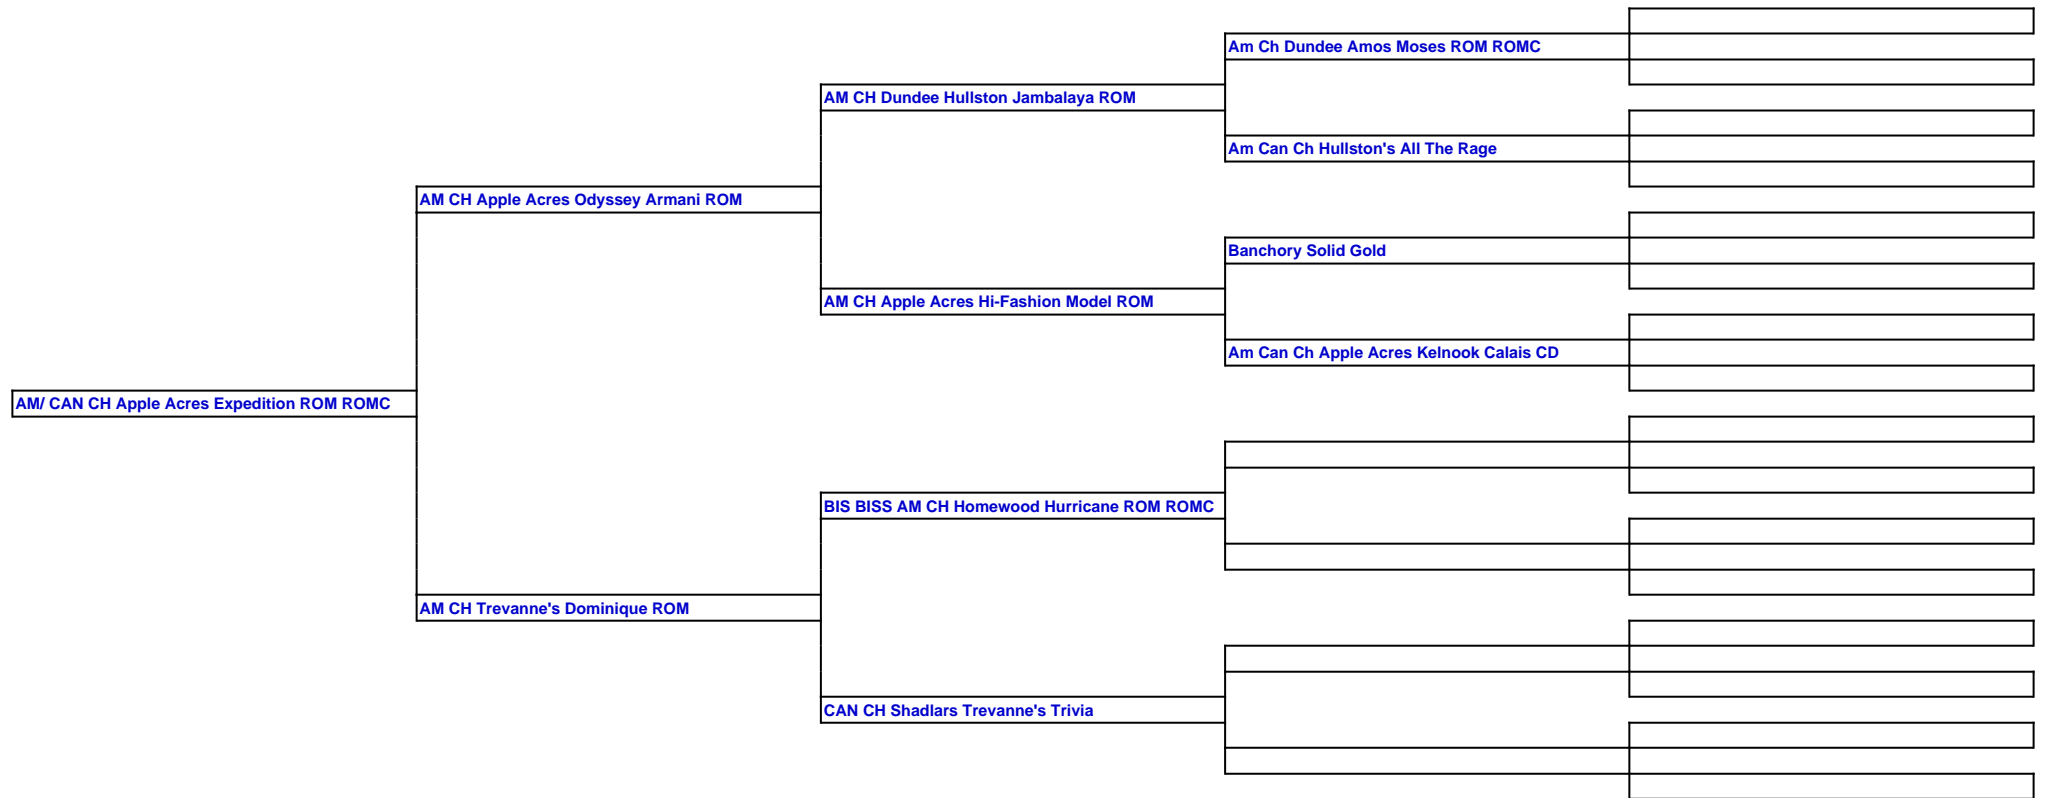 Am Ch Dundee Amos Moses ROM ROMC
AM CH Dundee Hullston Jambalaya ROM
Am Can Ch Hullston's All The Rage
AM CH Apple Acres Odyssey Armani ROM
Banchory Solid Gold
AM CH Apple Acres Hi-Fashion Model ROM
Am Can Ch Apple Acres Kelnook Calais CD
AM/ CAN CH Apple Acres Expedition ROM ROMC
BIS BISS AM CH Homewood Hurricane ROM ROMC
AM CH Trevanne's Dominique ROM
CAN CH Shadlars Trevanne's Trivia